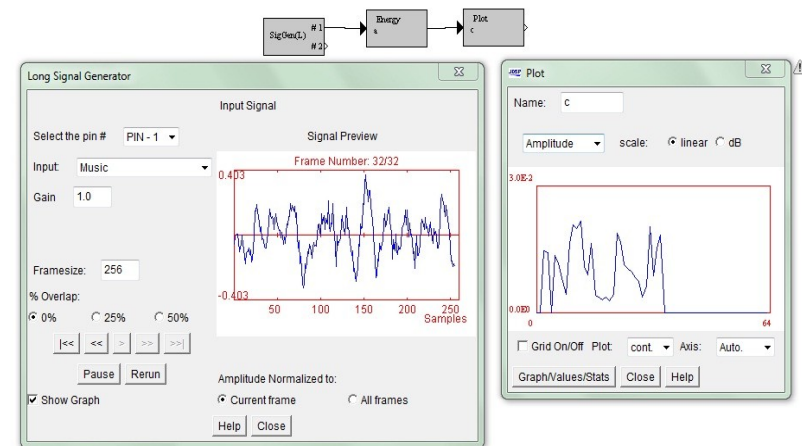 SigGen(L) # 1
# 2
Energy
a
Plot
c
Long Signal Generator
Input Signal
Select the pin # PIN - 1
Signal Preview
Input: Music
Frame Number: 32/32
0.403
Gain 1.0
Framesize: 256
% Overlap:
-0.403
50 100 150 200 250
Samples
0% 25% 50%
|<< << > >> >>|
Pause Rerun
Amplitude Normalized to:
Show Graph
Current frame All frames
Help Close
Plot
Name: c
Amplitude scale: linear dB
3.0E-2
0.0E0
0 64
Grid On/Off Plot: cont. Axis: Auto.
Graph/Values/Stats Close Help